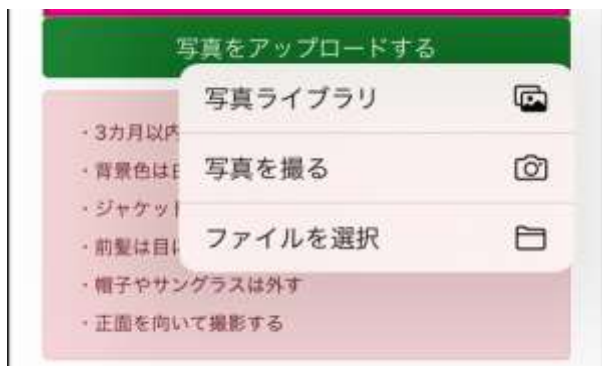 写真をアップロードする
写真ライブラリ
写真を撮る
ファイルを選択
・3カ月以内
・背景色は
・ジャケット
・前髪は目に
・帽子やサングラスは外す
・正面を向いて撮影する